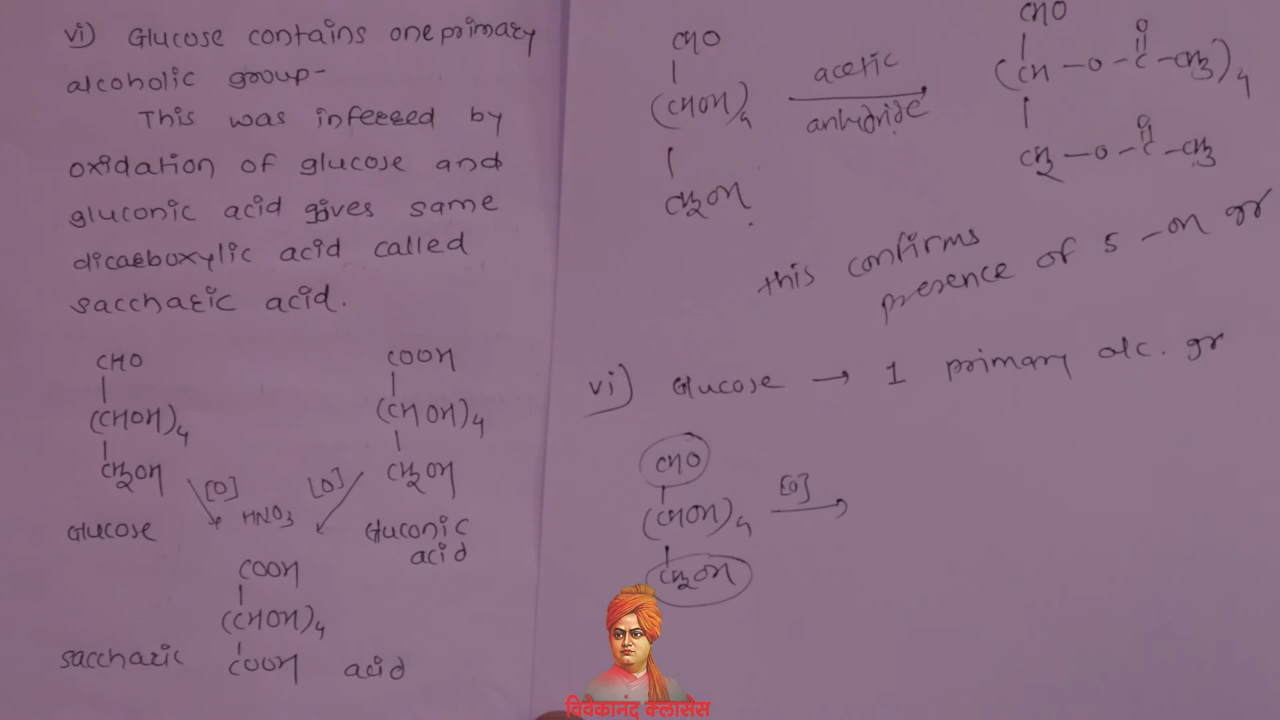 vi) Glucose contains one primary
alcoholic group-
This was inferred by
oxidation of glucose and
gluconic acid gives same
dicarboxylic acid called
saccharic acid.
CHO
COOH
(CHOH)4
(CHOH)4
CH2OH
CH2OH
[O]
[O]
HNO3
Glucose
Gluconic
acid
COOH
(CHOH)4
COOH
saccharic acid
CHO
(CHOH)4
CH2OH
acetic
anhydride
CHO
O
(CH-O-C-CH3)4
O
CH2-O-C-CH3
this confirms
presence of 5 -OH gr
vi) Glucose → 1 primary alc. gr
CHO
(CHOH)4
[O]
CH2OH
विवेकानंद क्लासेस